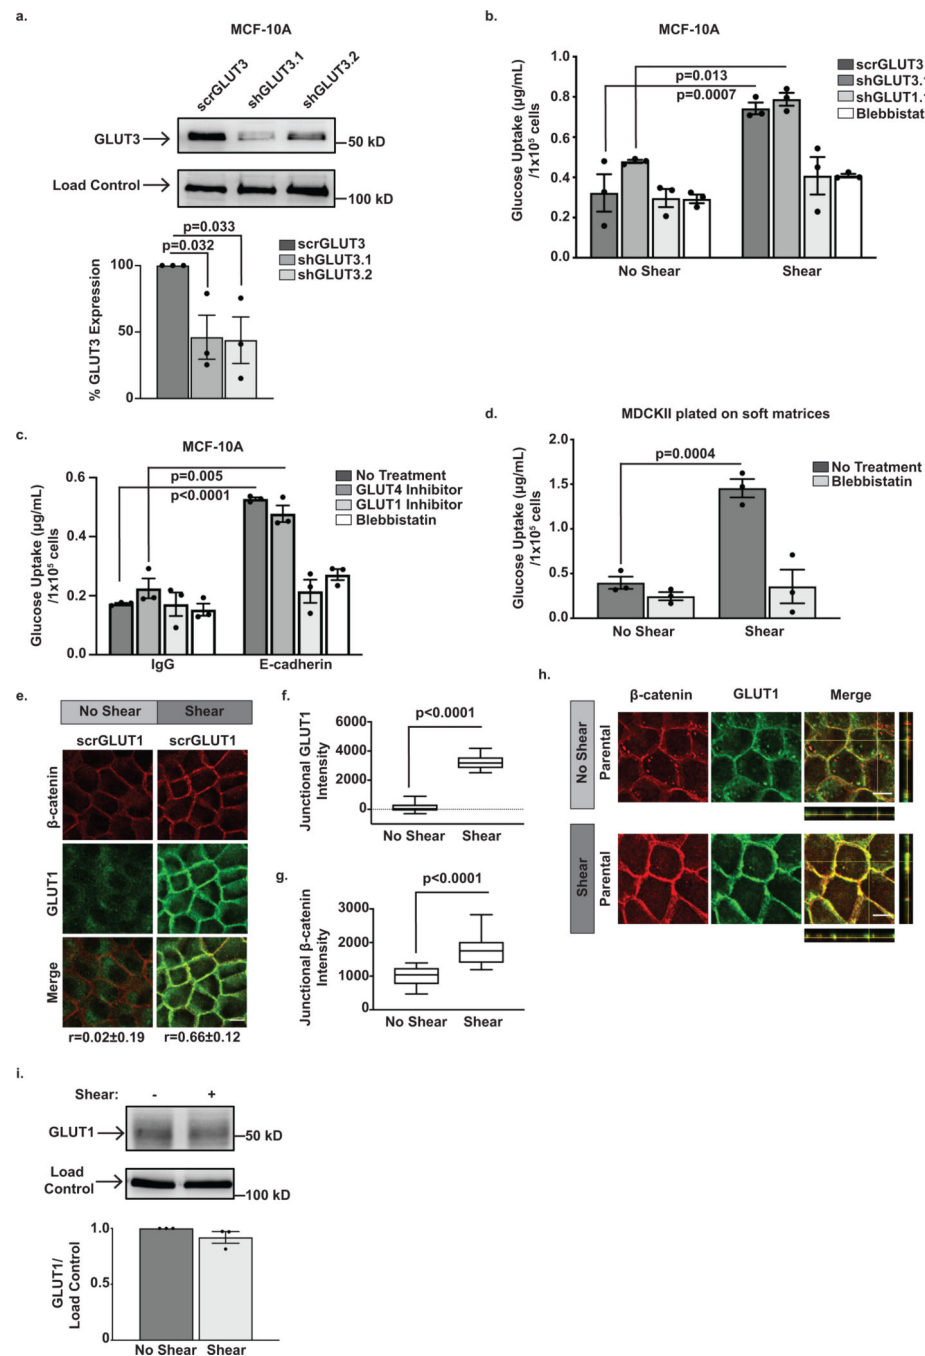 a.
MCF-10A
scrGLUT3
shGLUT3.1
shGLUT3.2
GLUT3
50 kD
Load Control
100 kD
p=0.033
p=0.032
scrGLUT3
shGLUT3.1
shGLUT3.2
% GLUT3 Expression
100
50
0
b.
MCF-10A
p=0.013
p=0.0007
scrGLUT3
shGLUT3.1
shGLUT1.1
Blebbistat
Glucose Uptake (µg/mL)
/1x10⁵ cells
1.0
0.8
0.6
0.4
0.2
0.0
No Shear
Shear
c.
MCF-10A
p=0.005
p<0.0001
No Treatment
GLUT4 Inhibitor
GLUT1 Inhibitor
Blebbistatin
Glucose Uptake (µg/mL)
/1x10⁵ cells
0.6
0.4
0.2
0.0
IgG
E-cadherin
d.
MDCKII plated on soft matrices
p=0.0004
No Treatment
Blebbistatin
Glucose Uptake (µg/mL)
/1x10⁵ cells
2.0
1.5
1.0
0.5
0.0
No Shear
Shear
e.
No Shear
Shear
scrGLUT1
scrGLUT1
β-catenin
GLUT1
Merge
r=0.02±0.19
r=0.66±0.12
f.
p<0.0001
Junctional GLUT1
Intensity
6000
4000
2000
0
No Shear
Shear
g.
p<0.0001
Junctional β-catenin
Intensity
3000
2000
1000
0
No Shear
Shear
h.
β-catenin
GLUT1
Merge
No Shear
Parental
Shear
Parental
i.
Shear:
-
+
GLUT1
50 kD
Load
Control
100 kD
GLUT1/
Load Control
1.0
0.5
0
No Shear
Shear